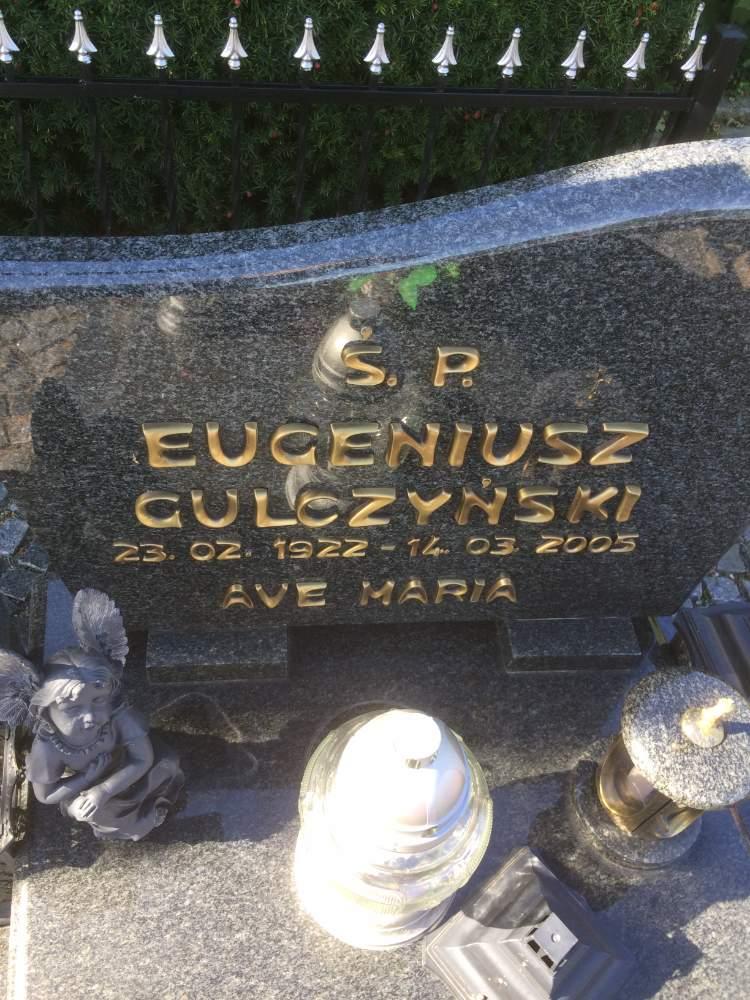 Ś. P.
EUGENIUSZ
GULCZYŃSKI
23. 02. 1922 - 14. 03. 2005
AVE MARIA